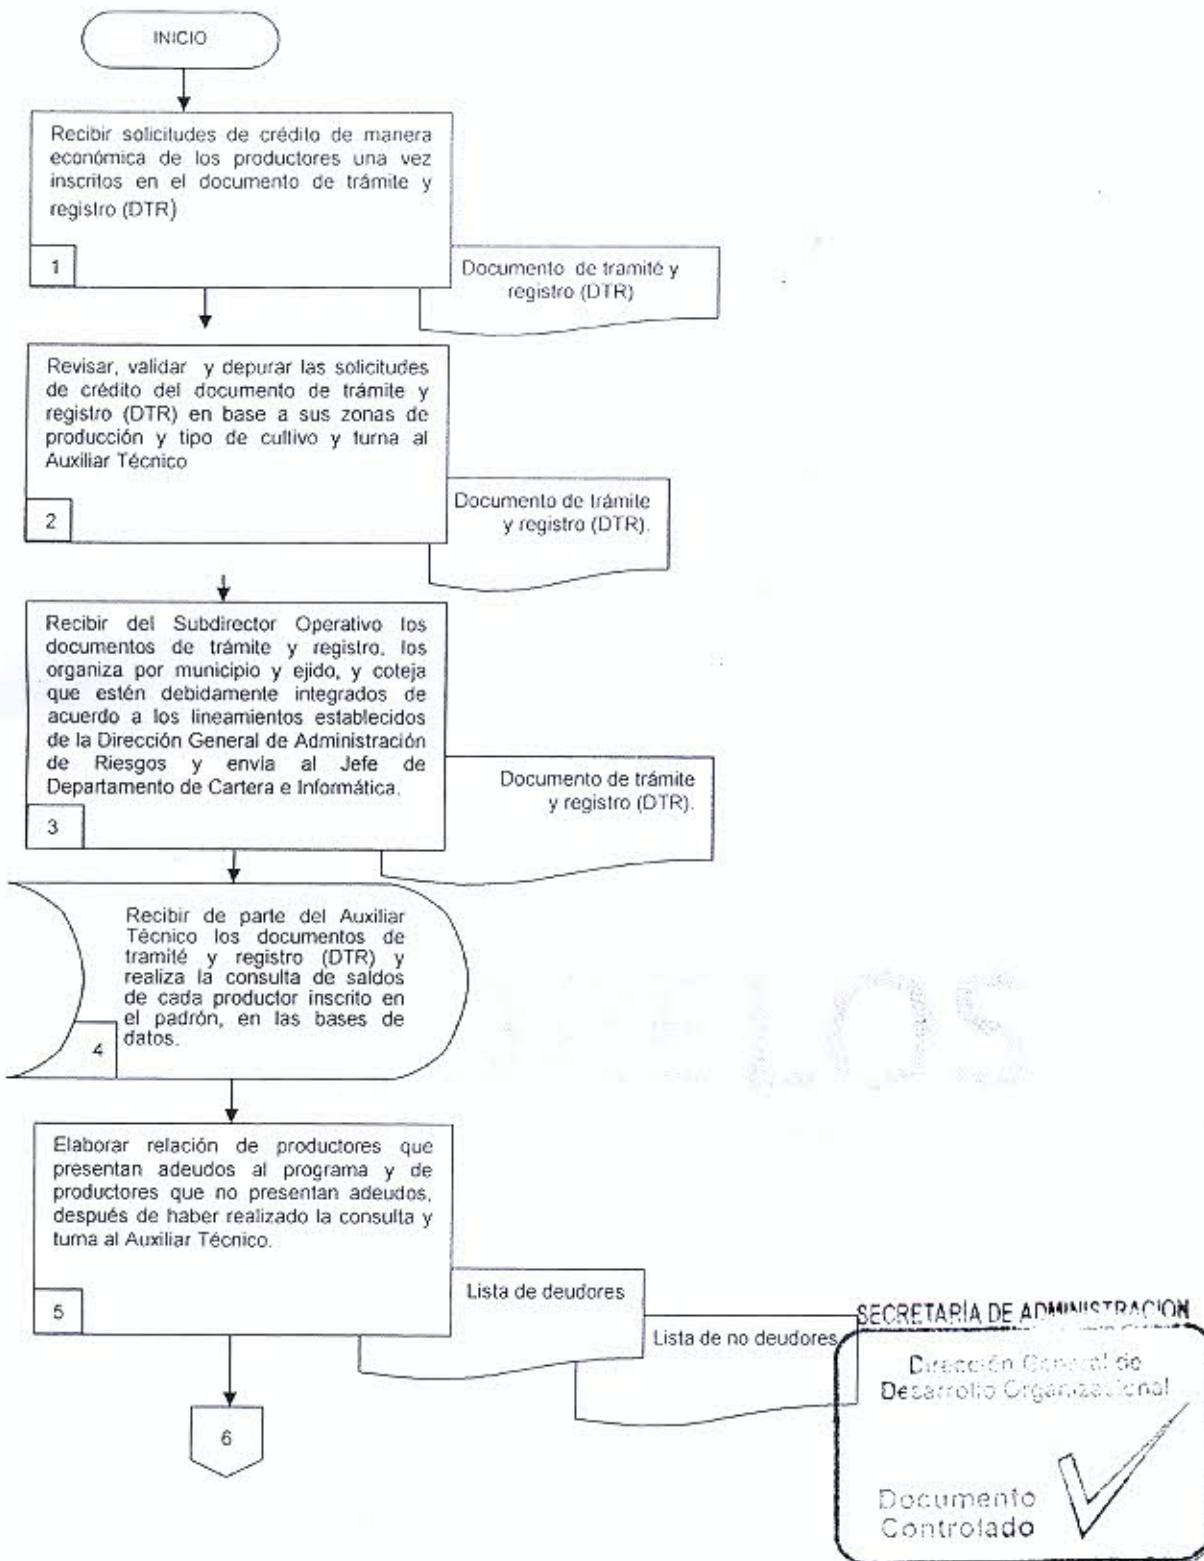 INICIO
Recibir solicitudes de crédito de manera
económica de los productores una vez
inscritos en el documento de trámite y
registro (DTR)
1
Documento de tramité y
registro (DTR)
Revisar, validar y depurar las solicitudes
de crédito del documento de trámite y
registro (DTR) en base a sus zonas de
producción y tipo de cultivo y turna al
Auxiliar Técnico
2
Documento de trámite
y registro (DTR).
Recibir del Subdirector Operativo los
documentos de trámite y registro, los
organiza por municipio y ejido, y coteja
que estén debidamente integrados de
acuerdo a los lineamientos establecidos
de la Dirección General de Administración
de Riesgos y envía al Jefe de
Departamento de Cartera e Informática.
3
Documento de trámite
y registro (DTR).
Recibir de parte del Auxiliar
Técnico los documentos de
tramité y registro (DTR) y
realiza la consulta de saldos
de cada productor inscrito en
el padrón, en las bases de
datos.
4
Elaborar relación de productores que
presentan adeudos al programa y de
productores que no presentan adeudos,
después de haber realizado la consulta y
turna al Auxiliar Técnico.
5
Lista de deudores
Lista de no deudores
6
SECRETARÍA DE ADMINISTRACION
Dirección General de
Desarrollo Organizacional
Documento
Controlado